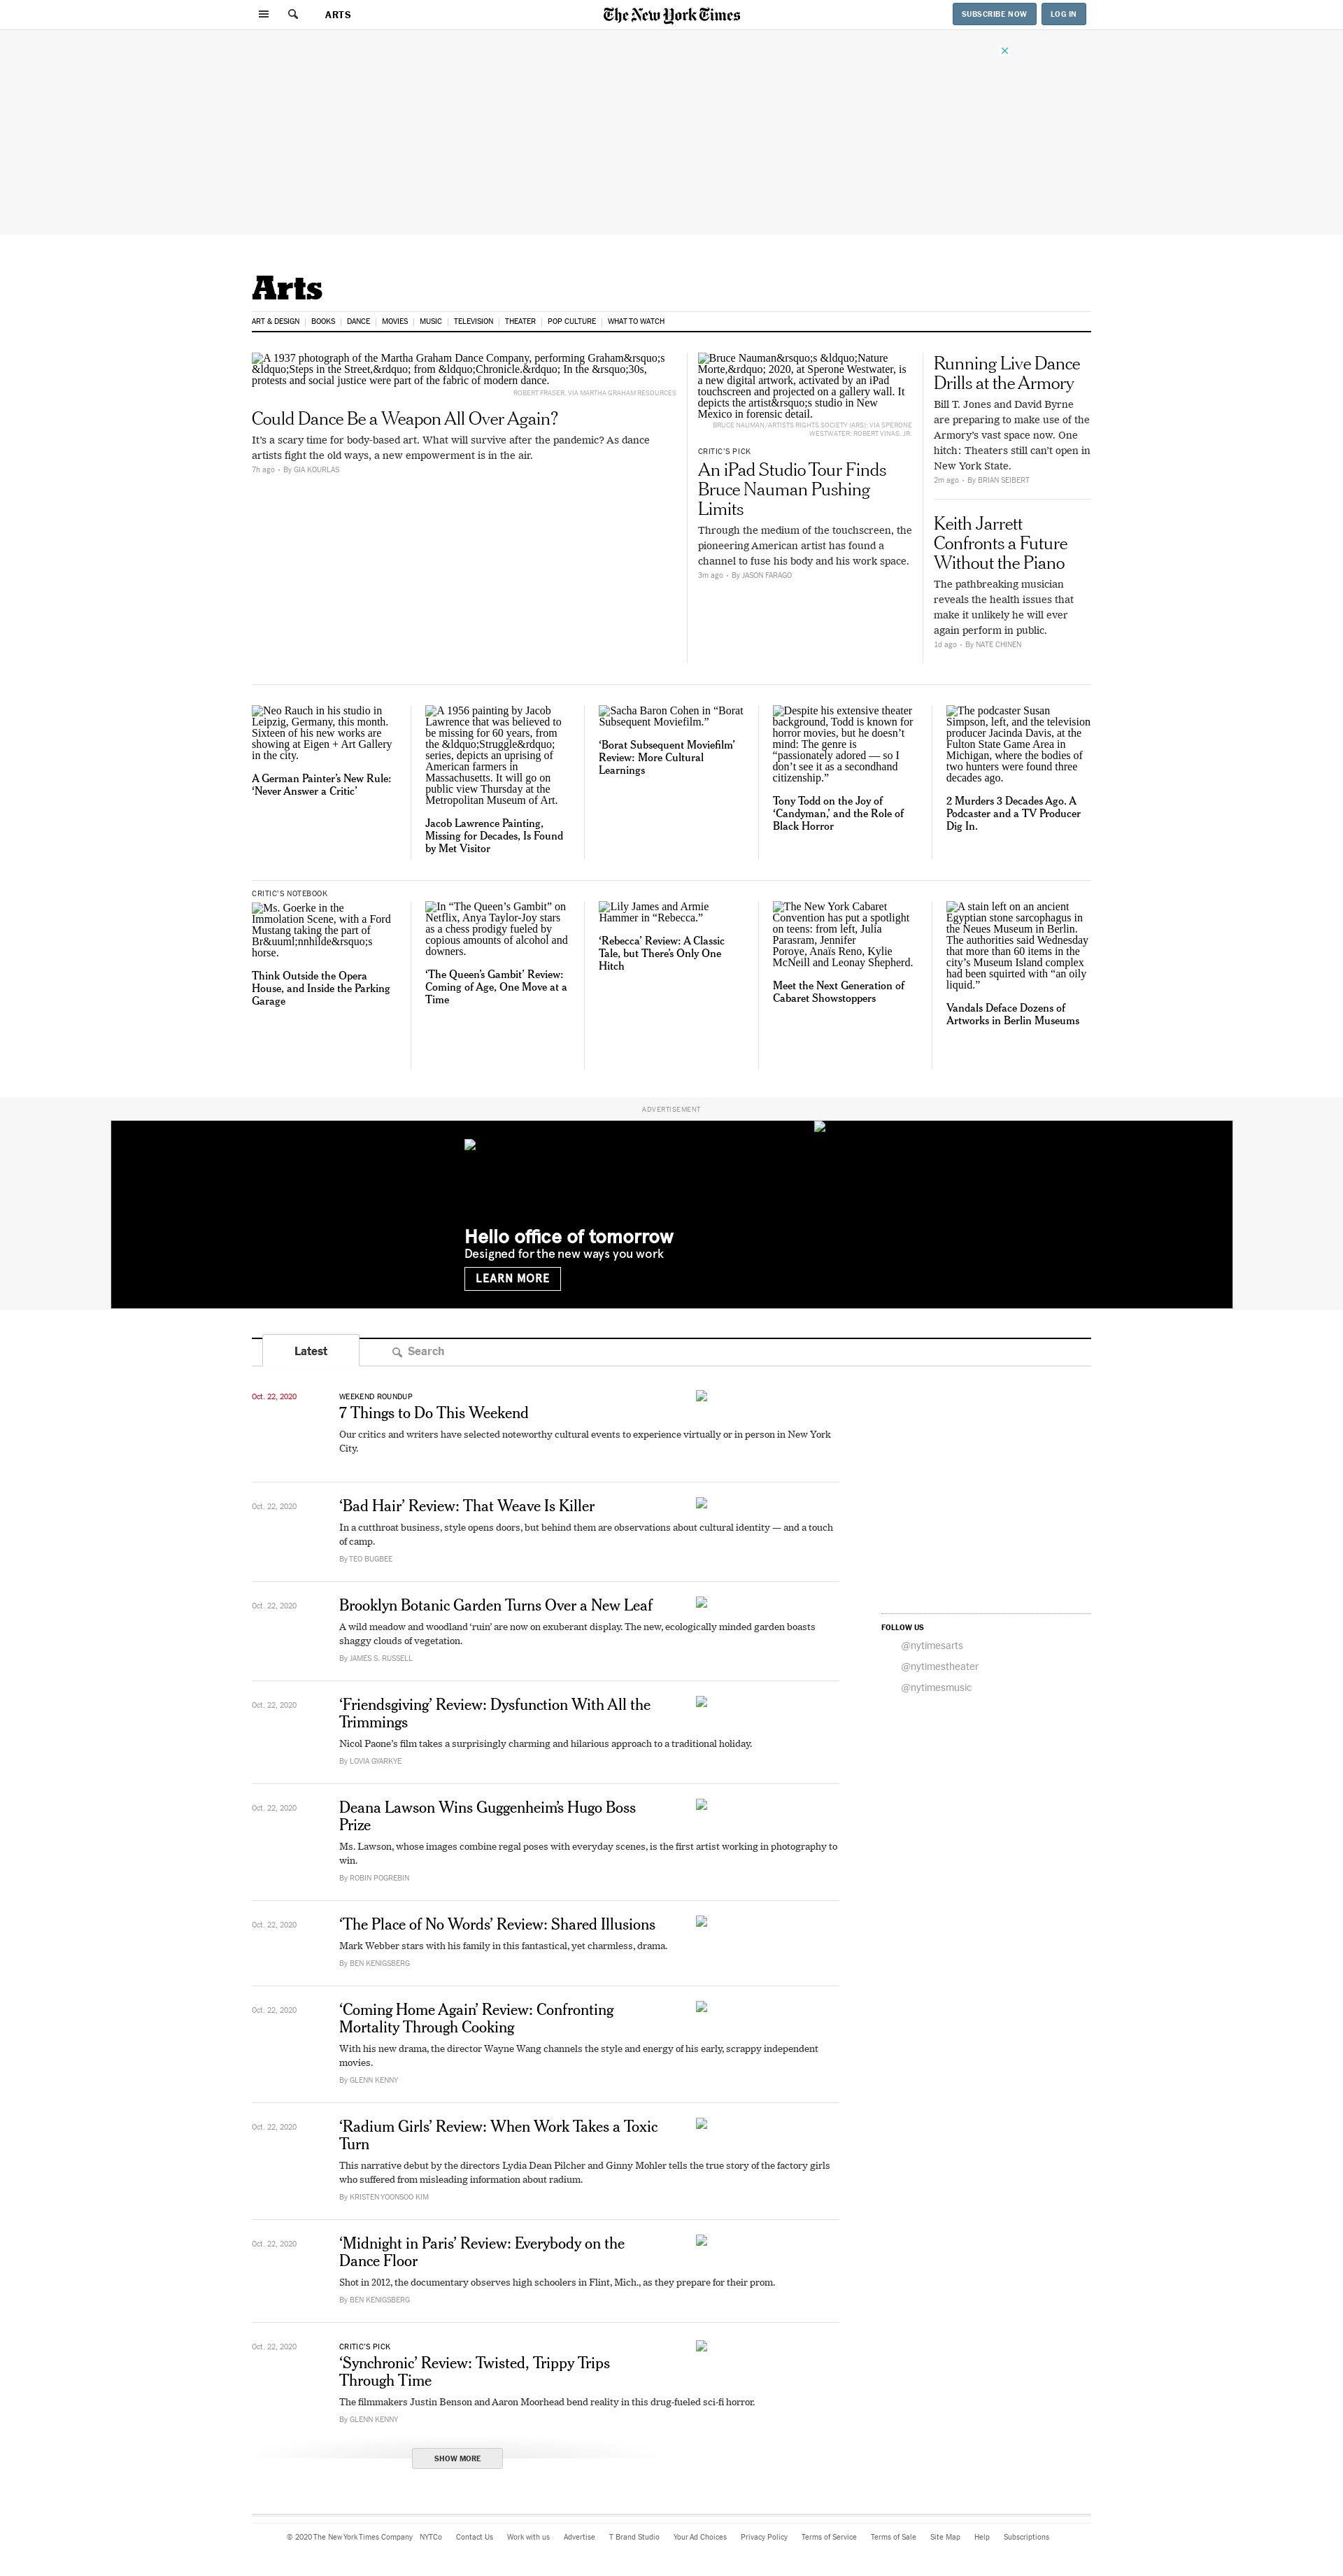 ARTS
The New York Times
SUBSCRIBE NOW
LOG IN
Arts
ART & DESIGN
BOOKS
DANCE
MOVIES
MUSIC
TELEVISION
THEATER
POP CULTURE
WHAT TO WATCH
A 1937 photograph of the Martha Graham Dance Company, performing Graham&rsquo;s
&ldquo;Steps in the Street,&rdquo; from &ldquo;Chronicle.&rdquo; In the &rsquo;30s,
protests and social justice were part of the fabric of modern dance.
ROBERT FRASER, VIA MARTHA GRAHAM RESOURCES
Could Dance Be a Weapon All Over Again?
It’s a scary time for body-based art. What will survive after the pandemic? As dance
artists fight the old ways, a new empowerment is in the air.
7h ago • By GIA KOURLAS
Bruce Nauman&rsquo;s &ldquo;Nature
Morte,&rdquo; 2020, at Sperone Westwater, is
a new digital artwork, activated by an iPad
touchscreen and projected on a gallery wall. It
depicts the artist&rsquo;s studio in New
Mexico in forensic detail.
BRUCE NAUMAN/ARTISTS RIGHTS SOCIETY (ARS); VIA SPERONE
WESTWATER; ROBERT VINAS, JR.
CRITIC’S PICK
An iPad Studio Tour Finds
Bruce Nauman Pushing
Limits
Through the medium of the touchscreen, the
pioneering American artist has found a
channel to fuse his body and his work space.
3m ago • By JASON FARAGO
Running Live Dance
Drills at the Armory
Bill T. Jones and David Byrne
are preparing to make use of the
Armory’s vast space now. One
hitch: Theaters still can’t open in
New York State.
2m ago • By BRIAN SEIBERT
Keith Jarrett
Confronts a Future
Without the Piano
The pathbreaking musician
reveals the health issues that
make it unlikely he will ever
again perform in public.
1d ago • By NATE CHINEN
Neo Rauch in his studio in
Leipzig, Germany, this month.
Sixteen of his new works are
showing at Eigen + Art Gallery
in the city.
A German Painter’s New Rule:
‘Never Answer a Critic’
A 1956 painting by Jacob
Lawrence that was believed to
be missing for 60 years, from
the &ldquo;Struggle&rdquo;
series, depicts an uprising of
American farmers in
Massachusetts. It will go on
public view Thursday at the
Metropolitan Museum of Art.
Jacob Lawrence Painting,
Missing for Decades, Is Found
by Met Visitor
Sacha Baron Cohen in “Borat
Subsequent Moviefilm.”
‘Borat Subsequent Moviefilm’
Review: More Cultural
Learnings
Despite his extensive theater
background, Todd is known for
horror movies, but he doesn’t
mind: The genre is
“passionately adored — so I
don’t see it as a secondhand
citizenship.”
Tony Todd on the Joy of
‘Candyman,’ and the Role of
Black Horror
The podcaster Susan
Simpson, left, and the television
producer Jacinda Davis, at the
Fulton State Game Area in
Michigan, where the bodies of
two hunters were found three
decades ago.
2 Murders 3 Decades Ago. A
Podcaster and a TV Producer
Dig In.
CRITIC’S NOTEBOOK
Ms. Goerke in the
Immolation Scene, with a Ford
Mustang taking the part of
Br&uuml;nnhilde&rsquo;s
horse.
Think Outside the Opera
House, and Inside the Parking
Garage
In “The Queen’s Gambit” on
Netflix, Anya Taylor-Joy stars
as a chess prodigy fueled by
copious amounts of alcohol and
downers.
‘The Queen’s Gambit’ Review:
Coming of Age, One Move at a
Time
Lily James and Armie
Hammer in “Rebecca.”
‘Rebecca’ Review: A Classic
Tale, but There’s Only One
Hitch
The New York Cabaret
Convention has put a spotlight
on teens: from left, Julia
Parasram, Jennifer
Poroye, Anaïs Reno, Kylie
McNeill and Leonay Shepherd.
Meet the Next Generation of
Cabaret Showstoppers
A stain left on an ancient
Egyptian stone sarcophagus in
the Neues Museum in Berlin.
The authorities said Wednesday
that more than 60 items in the
city’s Museum Island complex
had been squirted with “an oily
liquid.”
Vandals Deface Dozens of
Artworks in Berlin Museums
ADVERTISEMENT
Hello office of tomorrow
Designed for the new ways you work
LEARN MORE
Latest
Search
Oct. 22, 2020
WEEKEND ROUNDUP
7 Things to Do This Weekend
Our critics and writers have selected noteworthy cultural events to experience virtually or in person in New York
City.
Oct. 22, 2020
‘Bad Hair’ Review: That Weave Is Killer
In a cutthroat business, style opens doors, but behind them are observations about cultural identity — and a touch
of camp.
By TEO BUGBEE
Oct. 22, 2020
Brooklyn Botanic Garden Turns Over a New Leaf
A wild meadow and woodland ‘ruin’ are now on exuberant display. The new, ecologically minded garden boasts
shaggy clouds of vegetation.
By JAMES S. RUSSELL
FOLLOW US
@nytimesarts
@nytimestheater
@nytimesmusic
Oct. 22, 2020
‘Friendsgiving’ Review: Dysfunction With All the
Trimmings
Nicol Paone’s film takes a surprisingly charming and hilarious approach to a traditional holiday.
By LOVIA GYARKYE
Oct. 22, 2020
Deana Lawson Wins Guggenheim’s Hugo Boss
Prize
Ms. Lawson, whose images combine regal poses with everyday scenes, is the first artist working in photography to
win.
By ROBIN POGREBIN
Oct. 22, 2020
‘The Place of No Words’ Review: Shared Illusions
Mark Webber stars with his family in this fantastical, yet charmless, drama.
By BEN KENIGSBERG
Oct. 22, 2020
‘Coming Home Again’ Review: Confronting
Mortality Through Cooking
With his new drama, the director Wayne Wang channels the style and energy of his early, scrappy independent
movies.
By GLENN KENNY
Oct. 22, 2020
‘Radium Girls’ Review: When Work Takes a Toxic
Turn
This narrative debut by the directors Lydia Dean Pilcher and Ginny Mohler tells the true story of the factory girls
who suffered from misleading information about radium.
By KRISTEN YOONSOO KIM
Oct. 22, 2020
‘Midnight in Paris’ Review: Everybody on the
Dance Floor
Shot in 2012, the documentary observes high schoolers in Flint, Mich., as they prepare for their prom.
By BEN KENIGSBERG
Oct. 22, 2020
CRITIC’S PICK
‘Synchronic’ Review: Twisted, Trippy Trips
Through Time
The filmmakers Justin Benson and Aaron Moorhead bend reality in this drug-fueled sci-fi horror.
By GLENN KENNY
SHOW MORE
© 2020 The New York Times Company NYTCo Contact Us Work with us Advertise T Brand Studio Your Ad Choices Privacy Policy Terms of Service Terms of Sale Site Map Help Subscriptions